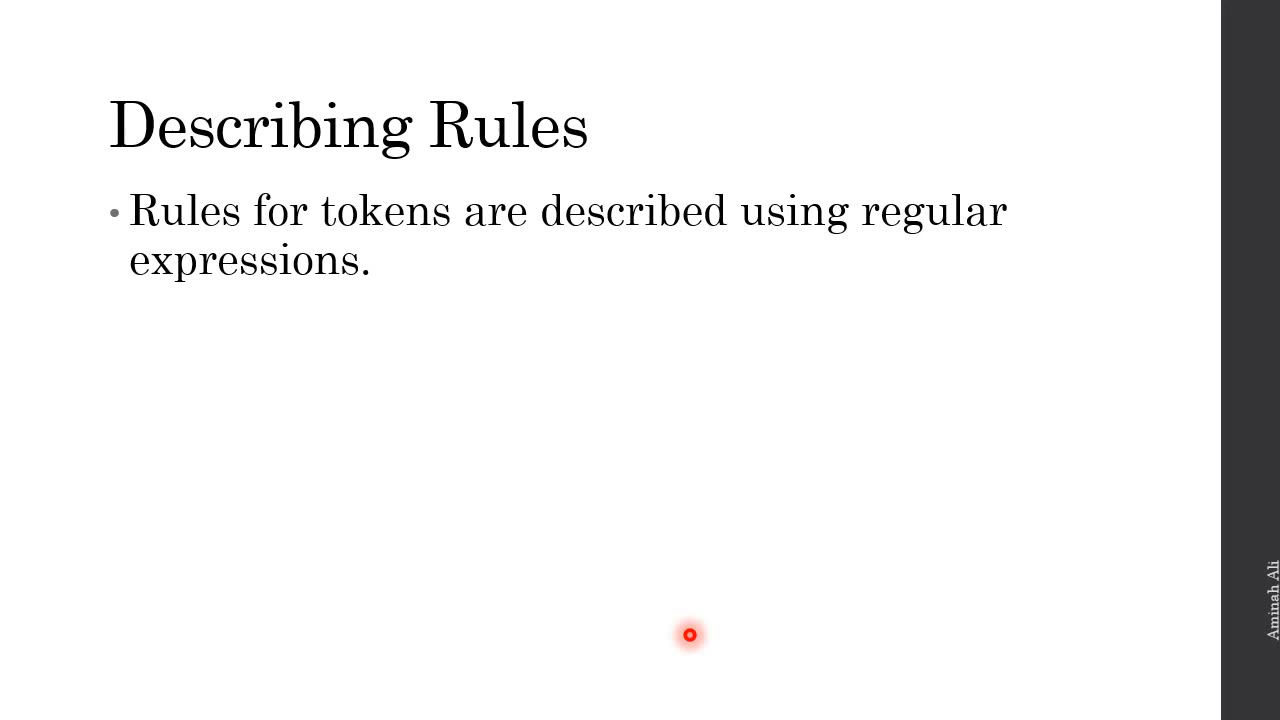 Describing Rules
• Rules for tokens are described using regular
expressions.
Aminah Ali